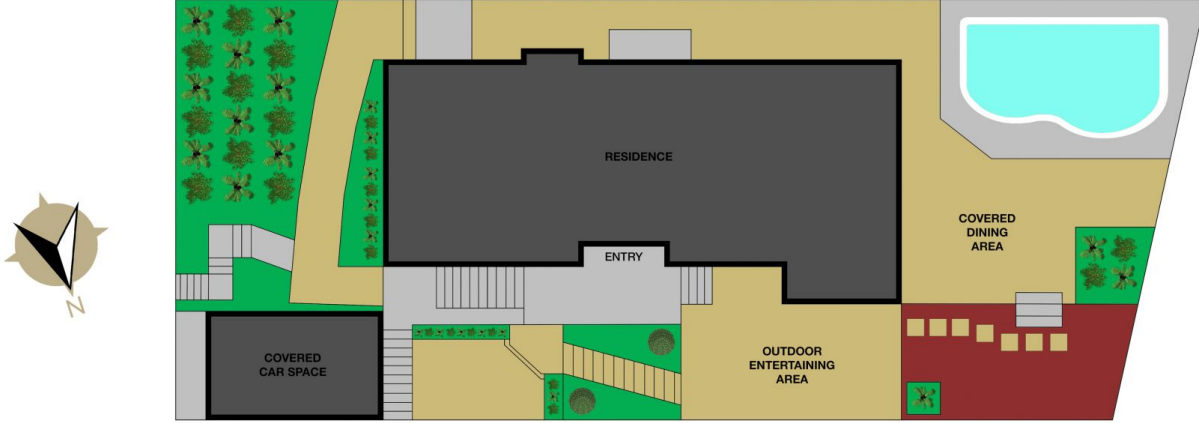 RESIDENCE
ENTRY
COVERED
DINING
AREA
N
COVERED
CAR SPACE
OUTDOOR
ENTERTAINING
AREA